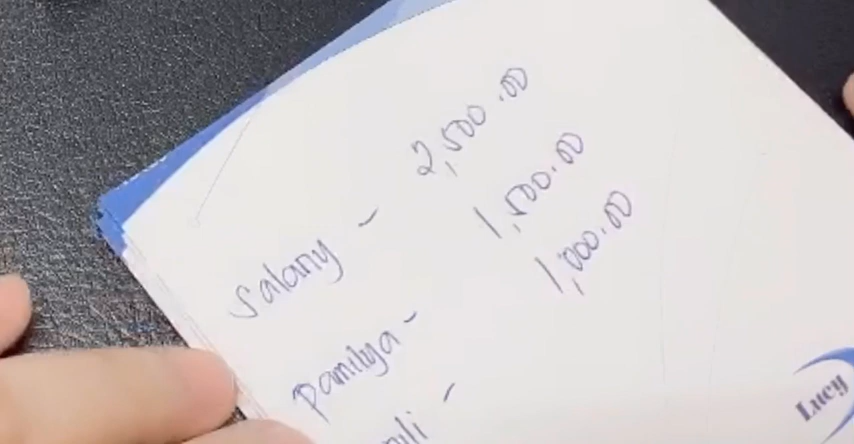 Salary - 2,500.00
Pamilya - 1,500.00
- 1,000.00
Lucy